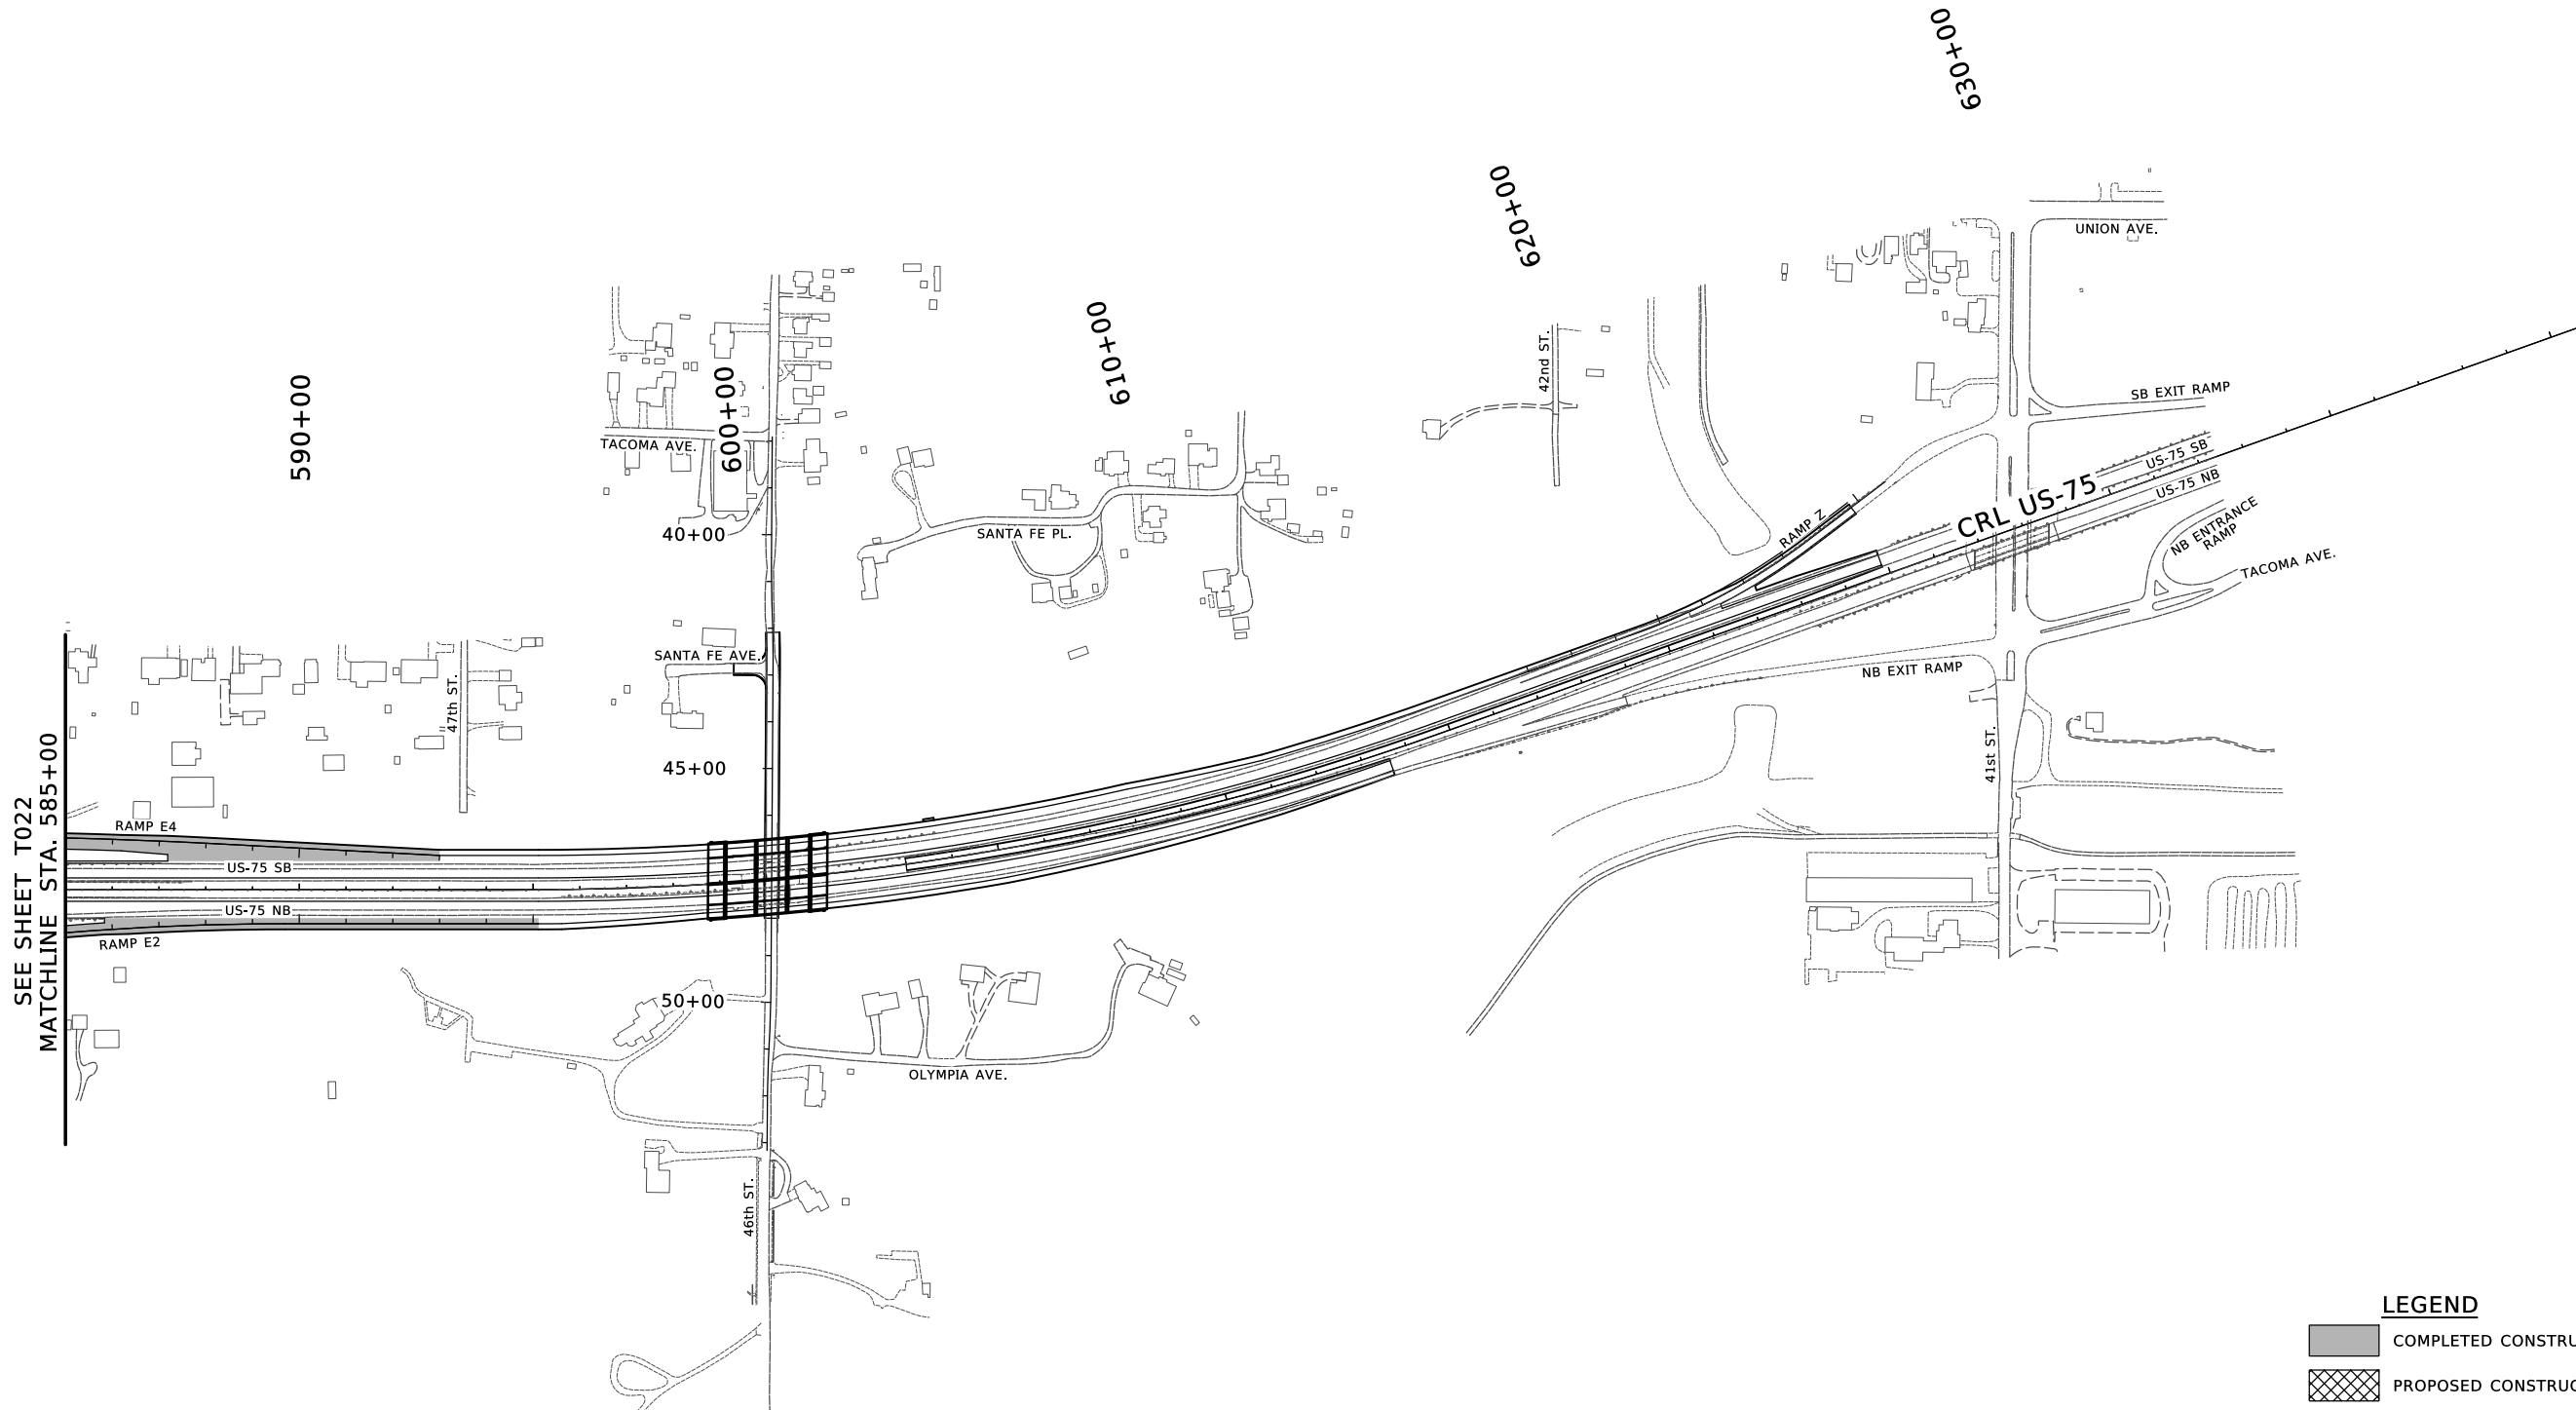 630+00
620+00
UNION AVE.
610+00
42nd ST.
590+00
600+00
SB EXIT RAMP
TACOMA AVE.
US-75 SB
US-75 NB
CRL US-75
NB ENTRANCE
RAMP
RAMP Z
40+00
SANTA FE PL.
TACOMA AVE.
SANTA FE AVE.
NB EXIT RAMP
47th ST.
41st ST.
45+00
SEE SHEET T022
MATCHLINE STA. 585+00
RAMP E4
US-75 SB
US-75 NB
RAMP E2
50+00
OLYMPIA AVE.
46th ST.
LEGEND
COMPLETED CONSTRU
PROPOSED CONSTRUC